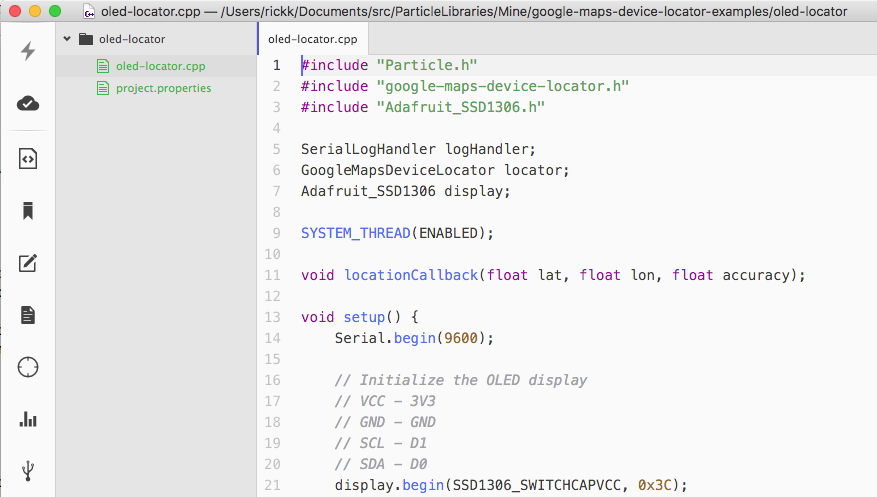 oled-locator.cpp — /Users/rickk/Documents/src/ParticleLibraries/Mine/google-maps-device-locator-examples/oled-locator
oled-locator
oled-locator.cpp
project.properties
oled-locator.cpp
1 #include "Particle.h"
2 #include "google-maps-device-locator.h"
3 #include "Adafruit_SSD1306.h"
4
5 SerialLogHandler logHandler;
6 GoogleMapsDeviceLocator locator;
7 Adafruit_SSD1306 display;
8
9 SYSTEM_THREAD(ENABLED);
10
11 void locationCallback(float lat, float lon, float accuracy);
12
13 void setup() {
14     Serial.begin(9600);
15
16     // Initialize the OLED display
17     // VCC - 3V3
18     // GND - GND
19     // SCL - D1
20     // SDA - D0
21     display.begin(SSD1306_SWITCHCAPVCC, 0x3C);